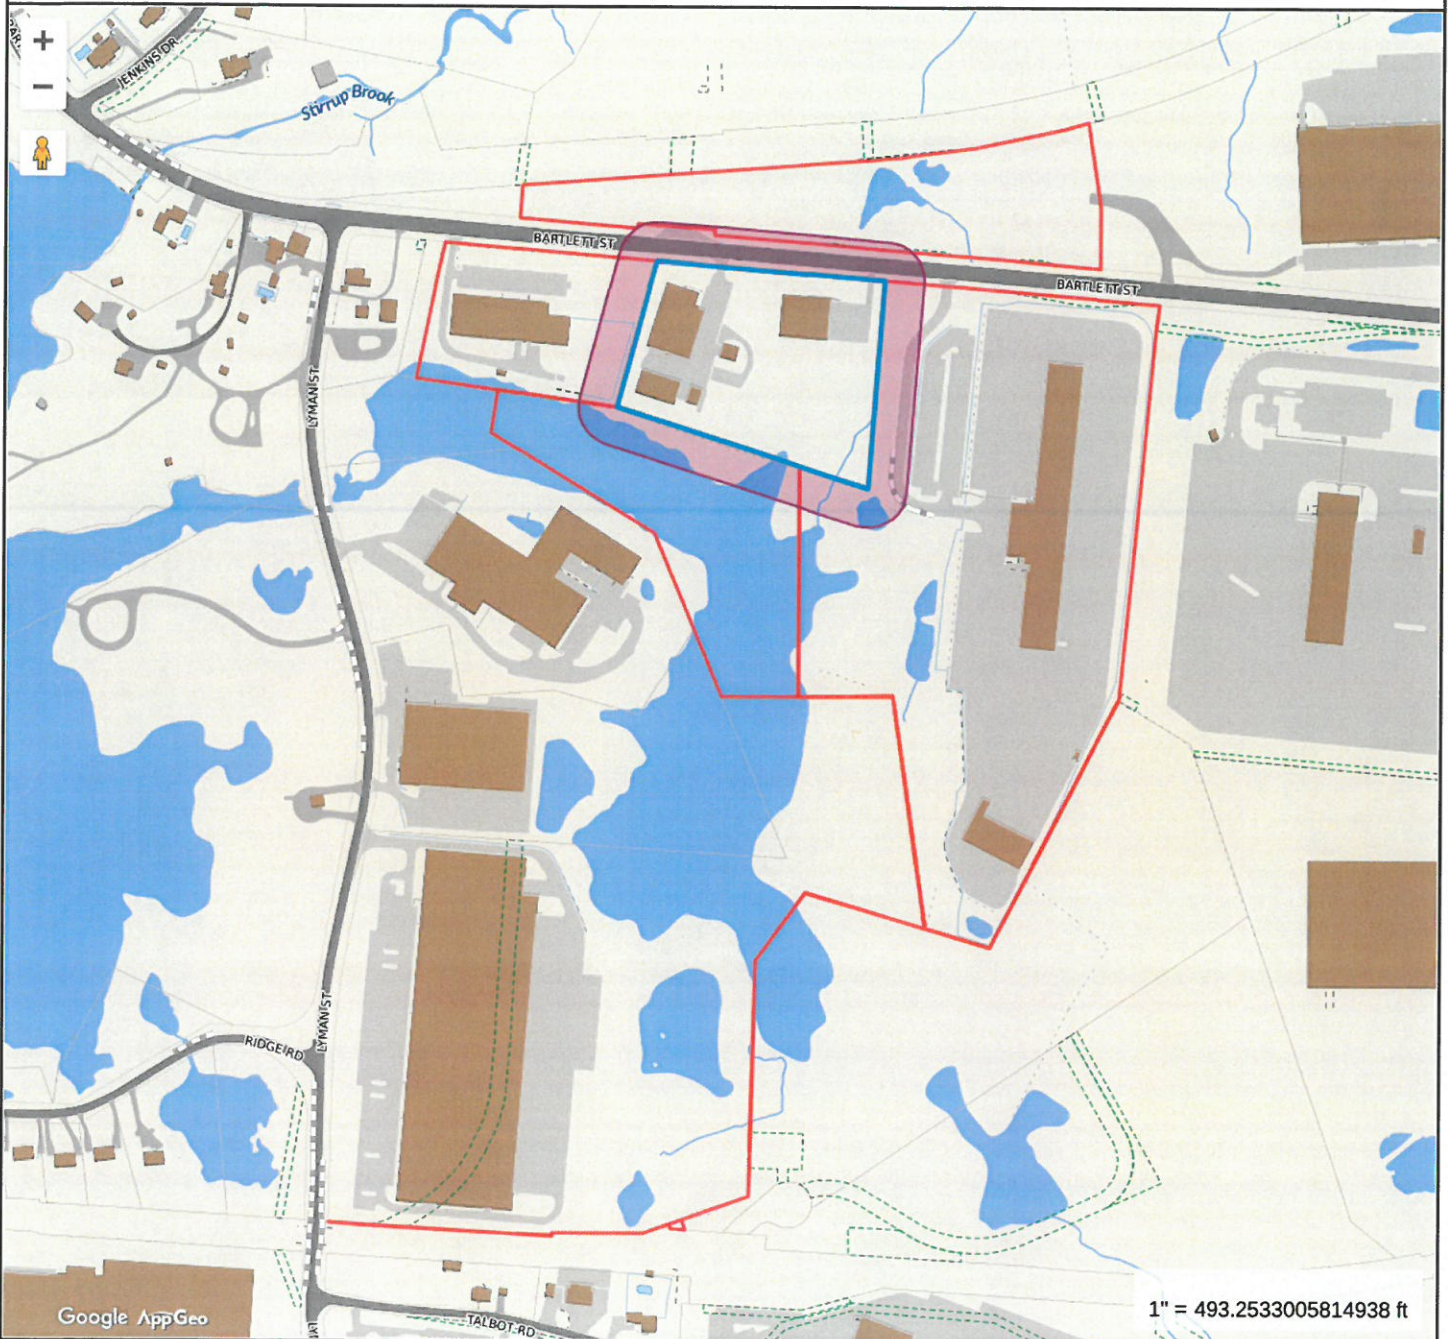 +
−
JENKINS DR
Stirrup Brook
BARTLETT ST
BARTLETT ST
LYMAN ST
LYMAN ST
RIDGE RD
TALBOT RD
Google AppGeo
1" = 493.2533005814938 ft